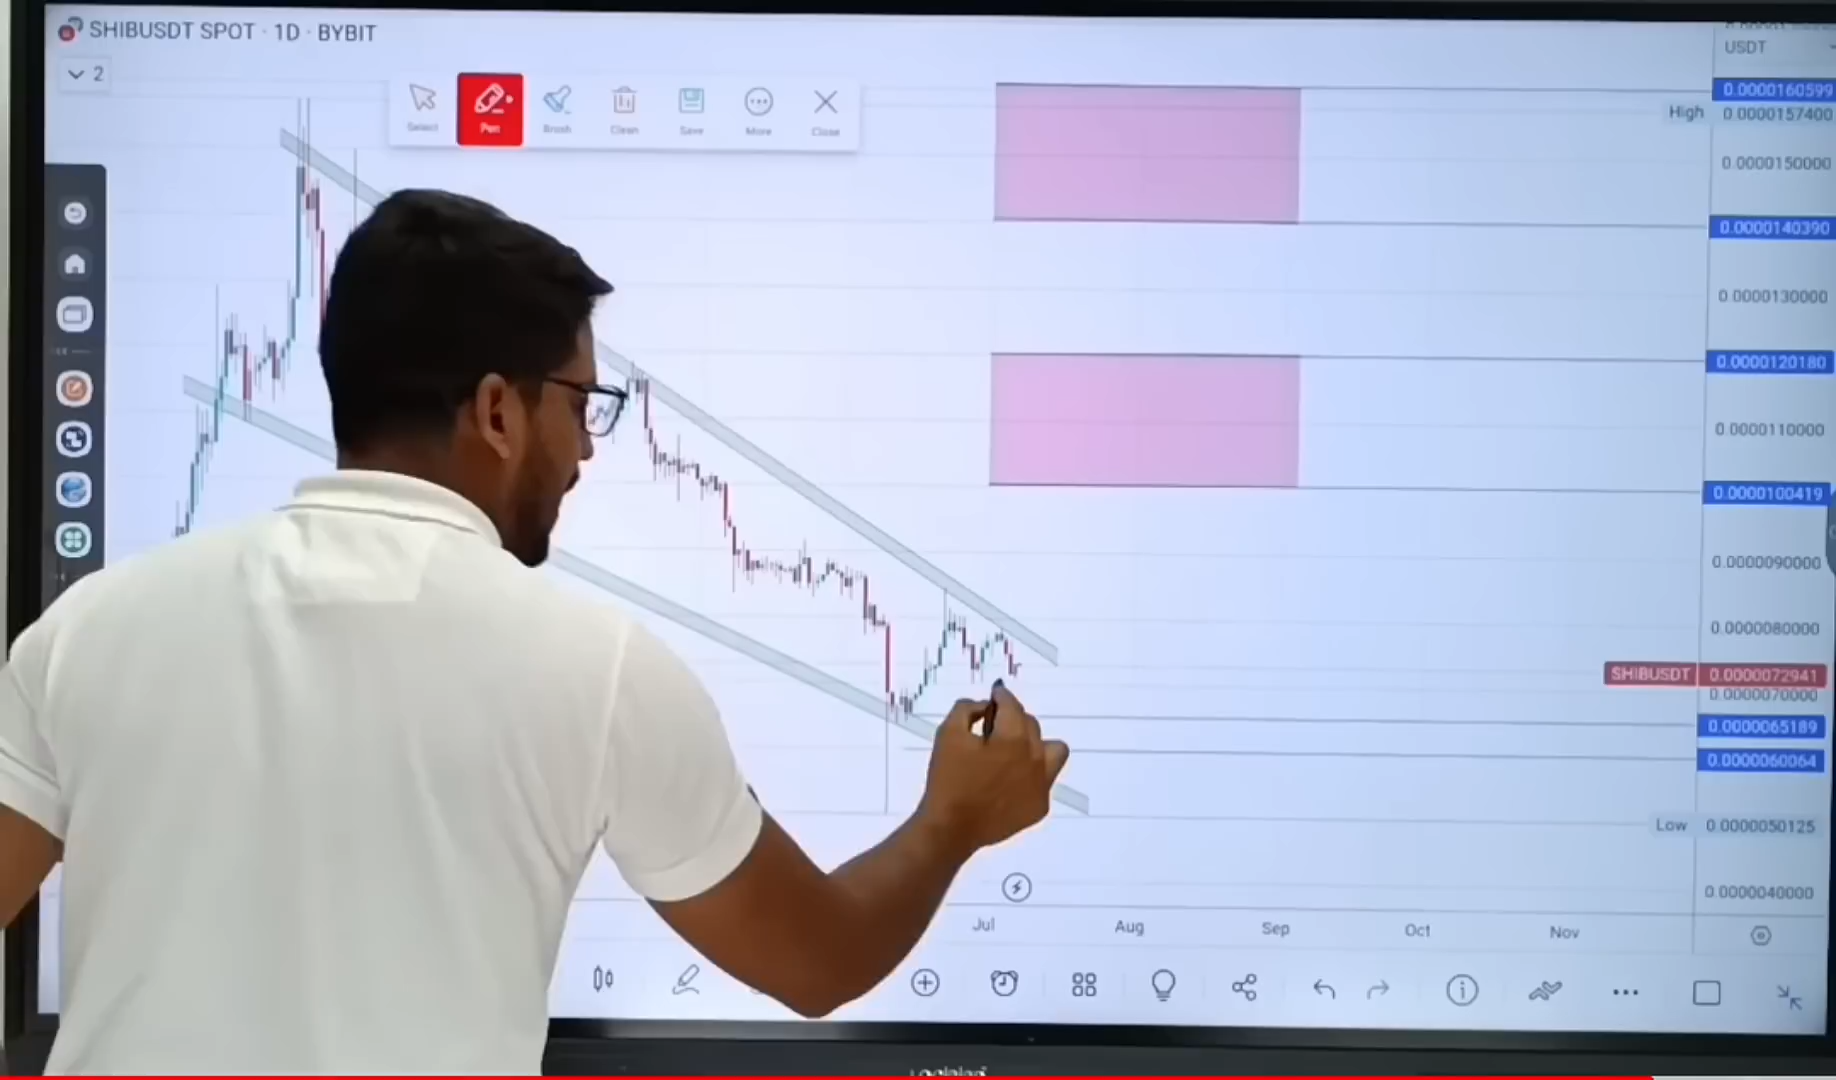 SHIBUSDT SPOT · 1D · BYBIT
2
Select
Pen
Brush
Clean
Save
More
Close
USDT
0.0000160599
High 0.0000157400
0.0000150000
0.0000140390
0.0000130000
0.0000120180
0.0000110000
0.0000100419
0.0000090000
0.0000080000
SHIBUSDT 0.0000072941
0.0000070000
0.0000065189
0.0000060064
Low 0.0000050125
0.0000040000
Jul Aug Sep Oct Nov